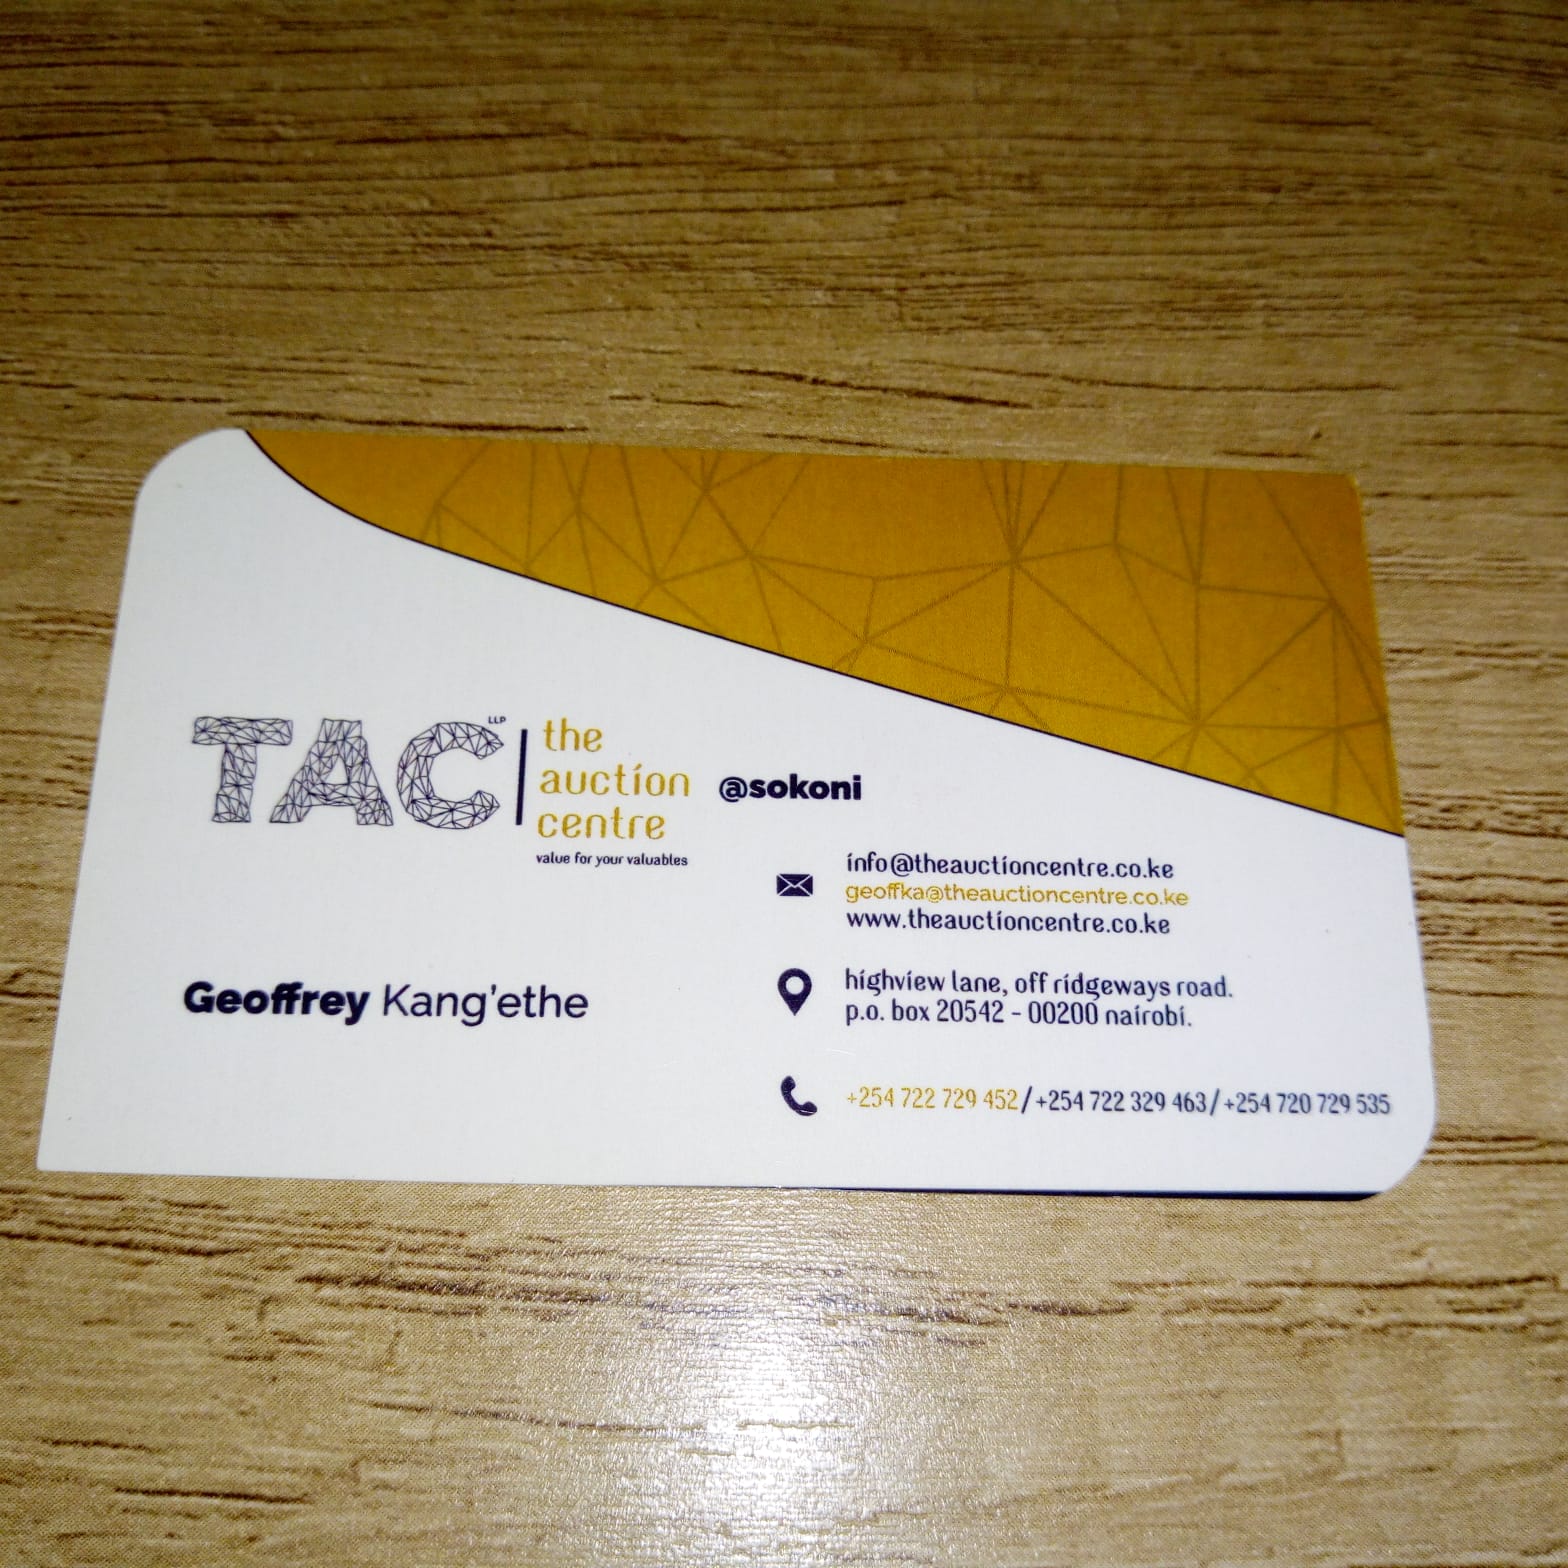 TAC LLP
the
auction
centre
value for your valuables
@sokoni
info@theauctioncentre.co.ke
geoffka@theauctioncentre.co.ke
www.theauctioncentre.co.ke
Geoffrey Kang'ethe
highview lane, off ridgeways road.
p.o. box 20542 - 00200 nairobi.
+254 722 729 452/+254 722 329 463/+254 720 729 535